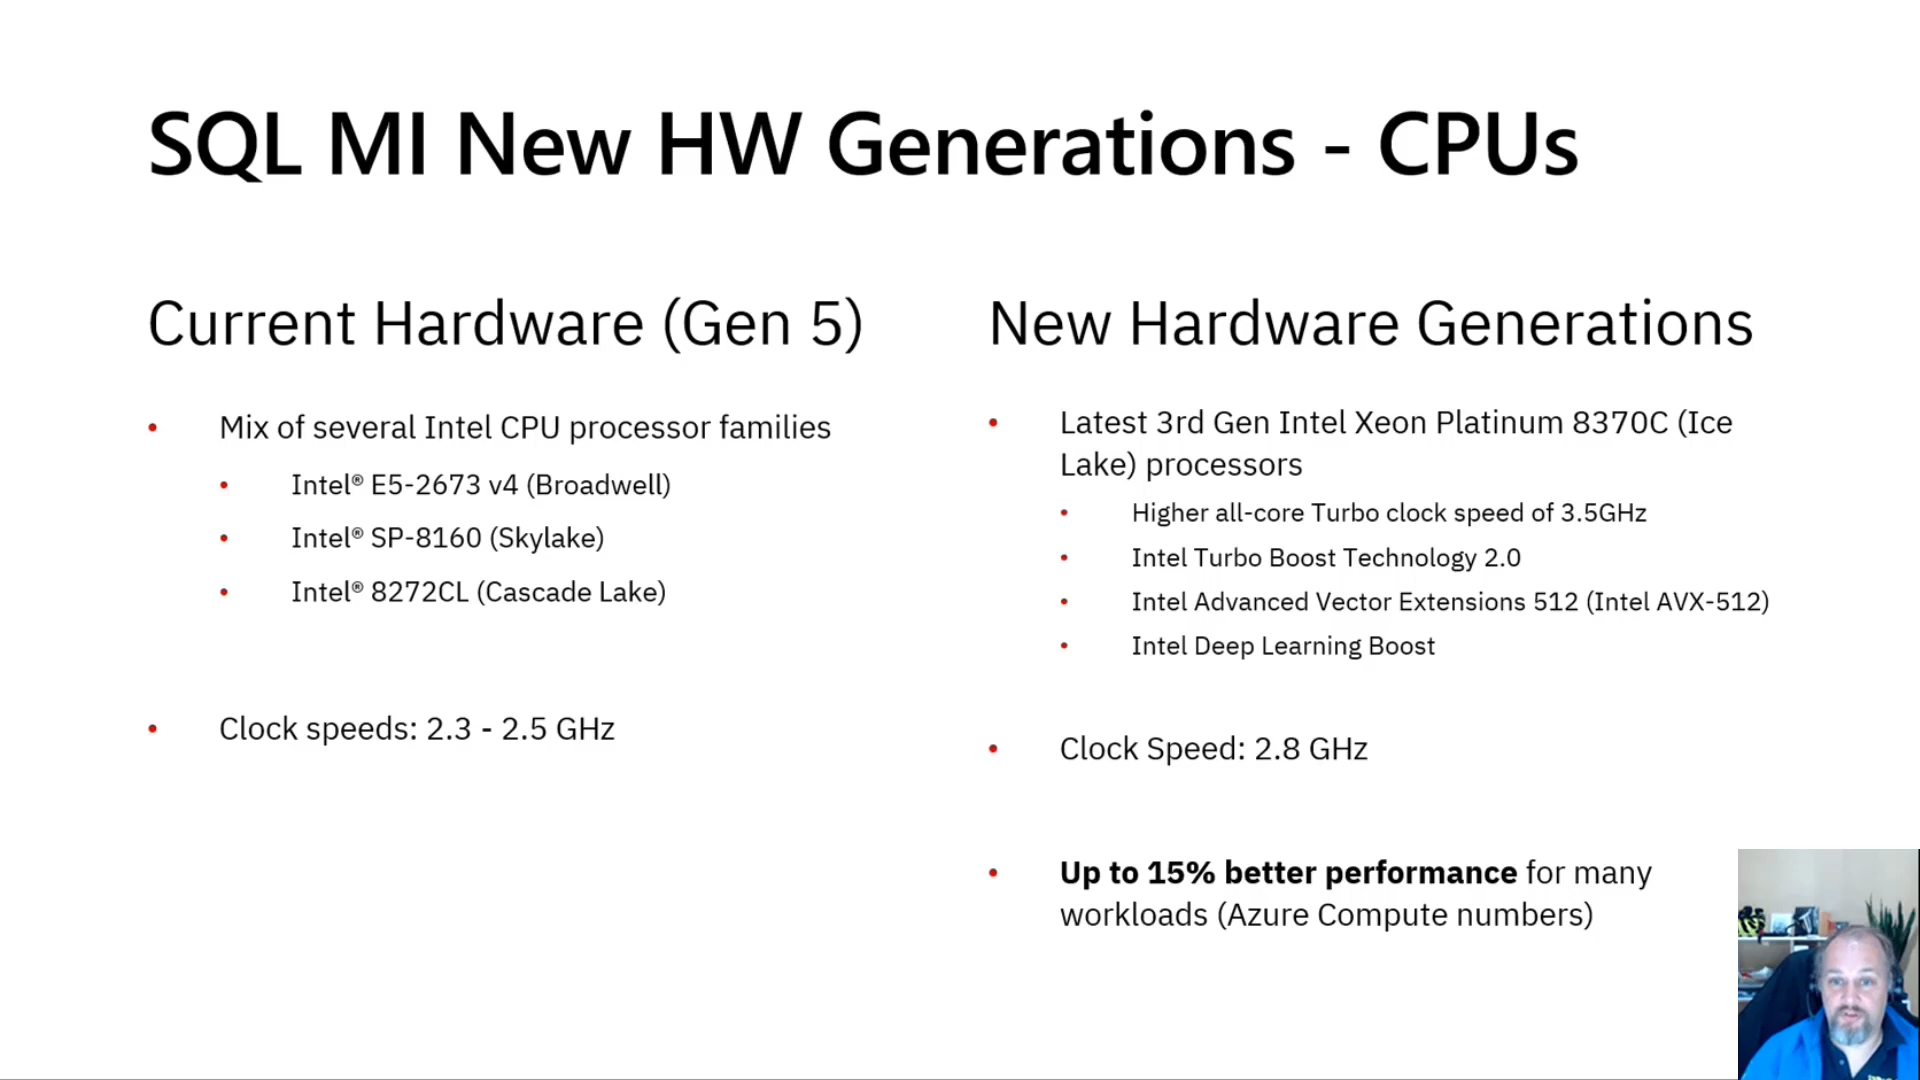 SQL MI New HW Generations - CPUs
Current Hardware (Gen 5)
• Mix of several Intel CPU processor families
• Intel® E5-2673 v4 (Broadwell)
• Intel® SP-8160 (Skylake)
• Intel® 8272CL (Cascade Lake)
• Clock speeds: 2.3 - 2.5 GHz
New Hardware Generations
• Latest 3rd Gen Intel Xeon Platinum 8370C (Ice
Lake) processors
• Higher all-core Turbo clock speed of 3.5GHz
• Intel Turbo Boost Technology 2.0
• Intel Advanced Vector Extensions 512 (Intel AVX-512)
• Intel Deep Learning Boost
• Clock Speed: 2.8 GHz
• Up to 15% better performance for many
workloads (Azure Compute numbers)